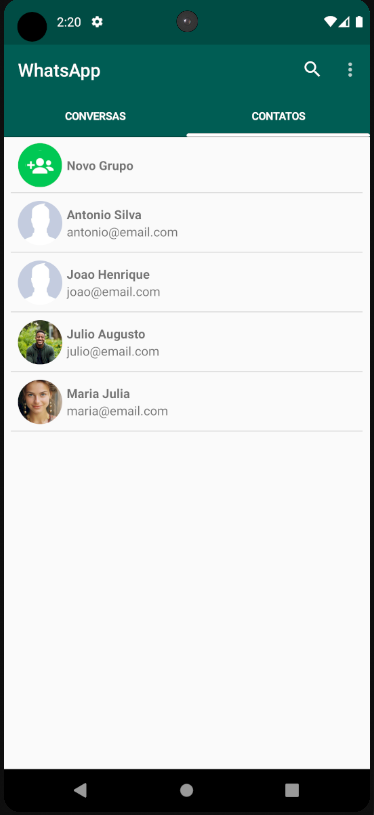 2:20
WhatsApp
CONVERSAS CONTATOS
Novo Grupo
Antonio Silva
antonio@email.com
Joao Henrique
joao@email.com
Julio Augusto
julio@email.com
Maria Julia
maria@email.com